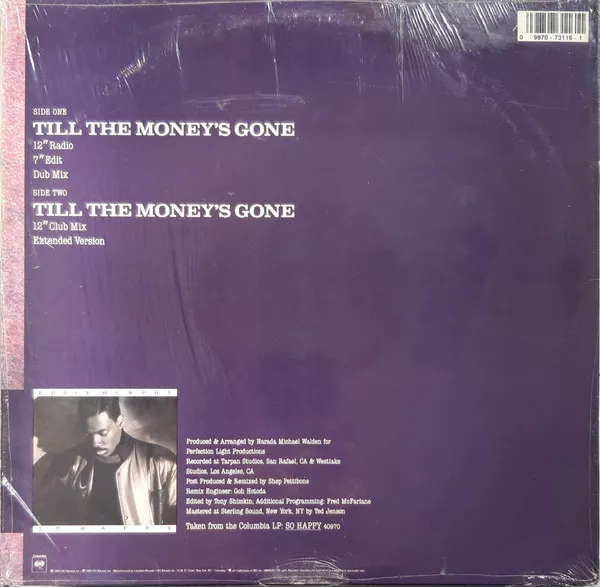 0 9870-73116-1
SIDE ONE
TILL THE MONEY'S GONE
12" Radio
7" Edit
Dub Mix
SIDE TWO
TILL THE MONEY'S GONE
12" Club Mix
Extended Version
EDDIE MURPHY
SO HAPPY
Produced & Arranged by Narada Michael Walden for
Perfection Light Productions
Recorded at Tarpan Studios, San Rafael, CA & Westlake
Studios, Los Angeles, CA
Post Produced & Remixed by Shep Pettibone
Remix Engineer: Goh Hotoda
Edited by Tony Shimkin; Additional Programming: Fred McFarlane
Mastered at Sterling Sound, New York, NY by Ted Jensen
Taken from the Columbia LP: SO HAPPY 40970